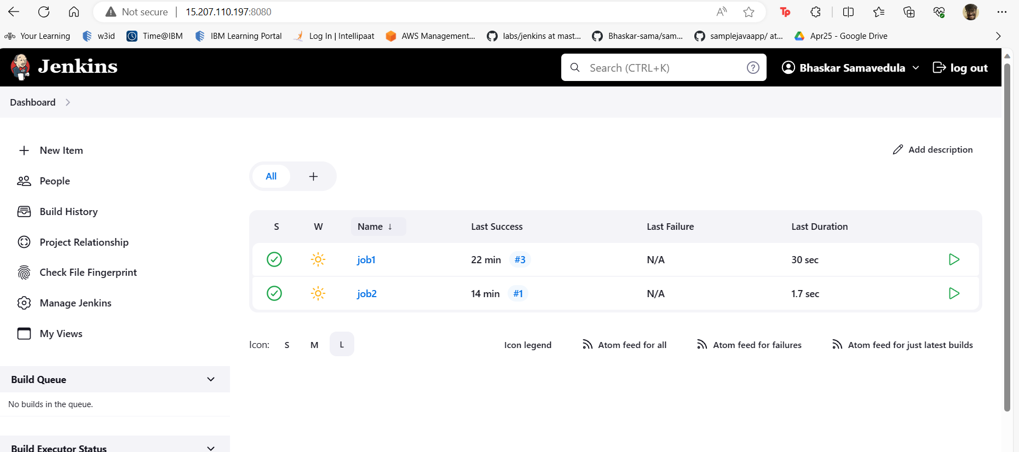 Not secure 15.207.110.197:8080
Your Learning w3id Time@IBM IBM Learning Portal Log In | Intellipaat AWS Management... labs/jenkins at mast... Bhaskar-sama/sam... samplejavaapp/ at... Apr25 - Google Drive
Jenkins Search (CTRL+K) ? Bhaskar Samavedula log out
Dashboard
New Item Add description
All +
People
Build History
Project Relationship
Check File Fingerprint
Manage Jenkins
My Views
S W Name ↓ Last Success Last Failure Last Duration
job1 22 min #3 N/A 30 sec
job2 14 min #1 N/A 1.7 sec
Icon: S M L Icon legend Atom feed for all Atom feed for failures Atom feed for just latest builds
Build Queue
No builds in the queue.
Build Executor Status